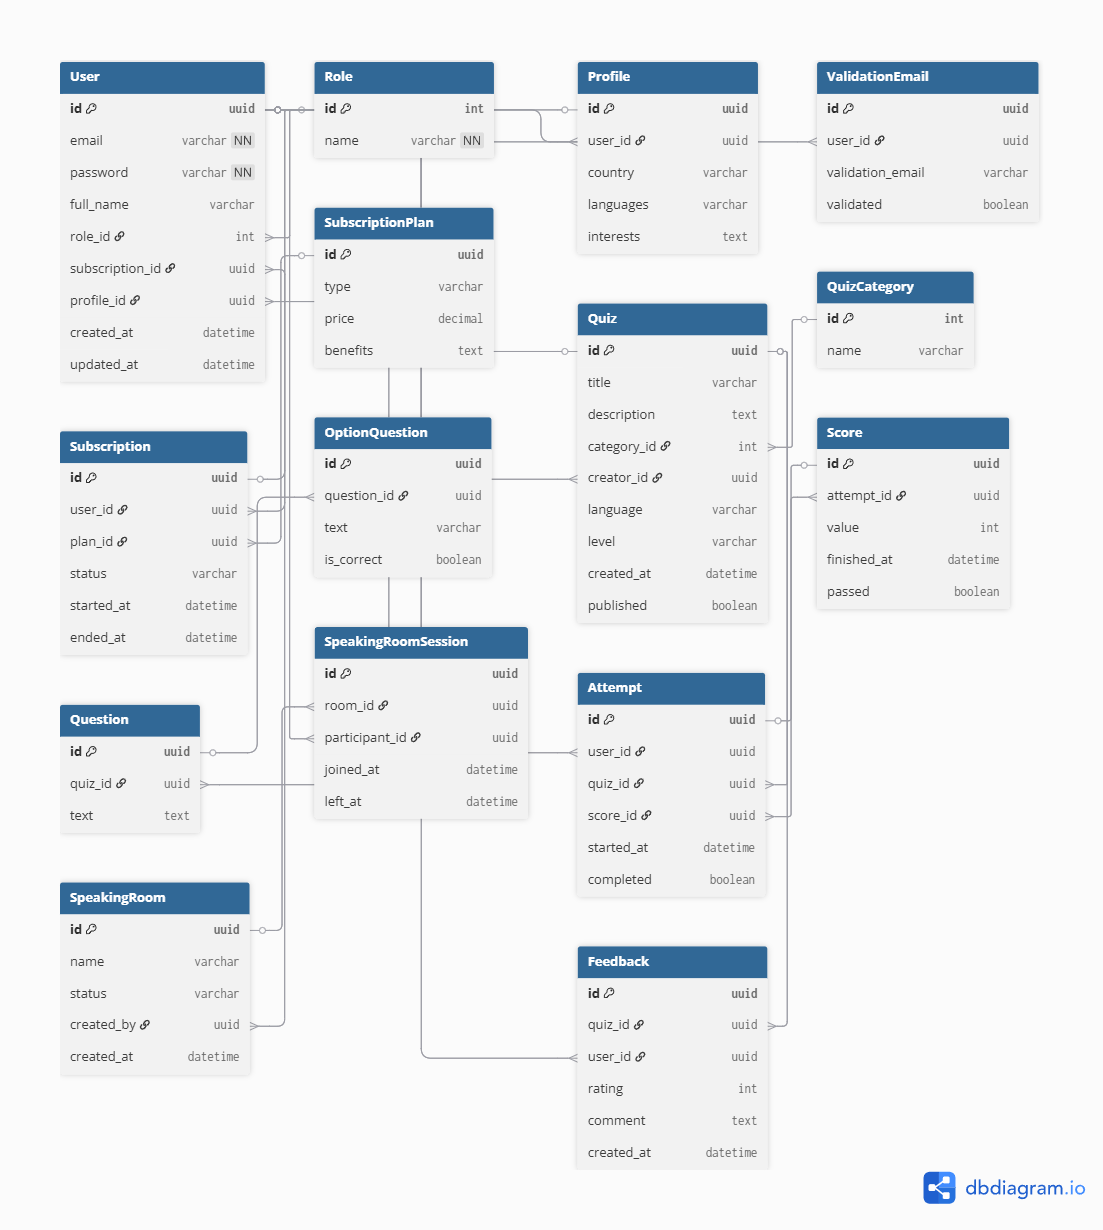 User
id uuid
email varchar NN
password varchar NN
full_name varchar
role_id int
subscription_id uuid
profile_id uuid
created_at datetime
updated_at datetime
Role
id int
name varchar NN
Profile
id uuid
user_id uuid
country varchar
languages varchar
interests text
ValidationEmail
id uuid
user_id uuid
validation_email varchar
validated boolean
SubscriptionPlan
id uuid
type varchar
price decimal
benefits text
QuizCategory
id int
name varchar
Quiz
id uuid
title varchar
description text
category_id int
creator_id uuid
language varchar
level varchar
created_at datetime
published boolean
Subscription
id uuid
user_id uuid
plan_id uuid
status varchar
started_at datetime
ended_at datetime
OptionQuestion
id uuid
question_id uuid
text varchar
is_correct boolean
Score
id uuid
attempt_id uuid
value int
finished_at datetime
passed boolean
SpeakingRoomSession
id uuid
room_id uuid
participant_id uuid
joined_at datetime
left_at datetime
Question
id uuid
quiz_id uuid
text text
Attempt
id uuid
user_id uuid
quiz_id uuid
score_id uuid
started_at datetime
completed boolean
SpeakingRoom
id uuid
name varchar
status varchar
created_by uuid
created_at datetime
Feedback
id uuid
quiz_id uuid
user_id uuid
rating int
comment text
created_at datetime
dbdiagram.io